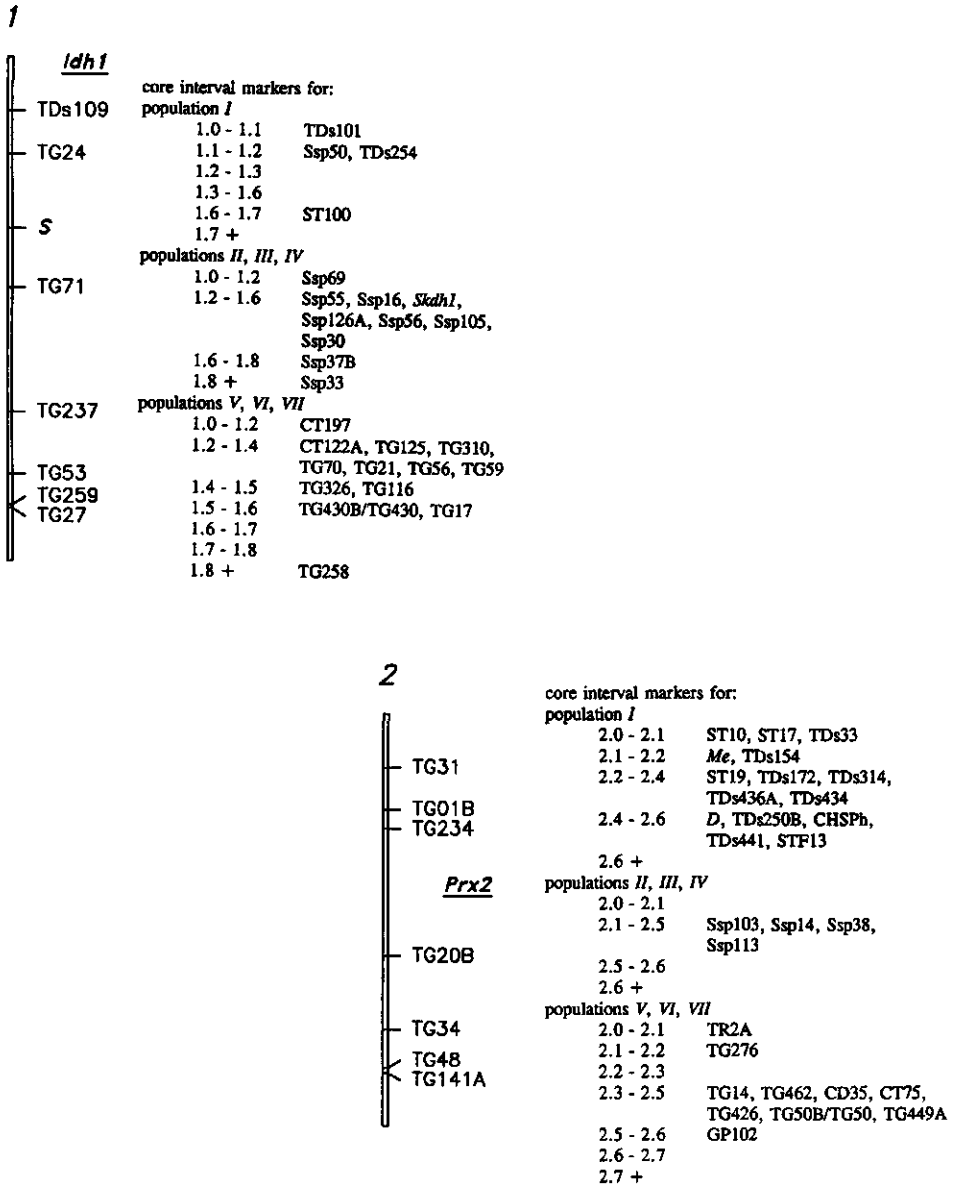 1
Idh1
TDs109
TG24
S
TG71
TG237
TG53
TG259
TG27
core interval markers for:
population I
1.0 - 1.1 TDs101
1.1 - 1.2 Ssp50, TDs254
1.2 - 1.3
1.3 - 1.6
1.6 - 1.7 ST100
1.7 +
populations II, III, IV
1.0 - 1.2 Ssp69
1.2 - 1.6 Ssp55, Ssp16, Skdh1,
Ssp126A, Ssp56, Ssp105,
Ssp30
1.6 - 1.8 Ssp37B
1.8 + Ssp33
populations V, VI, VII
1.0 - 1.2 CT197
1.2 - 1.4 CT122A, TG125, TG310,
TG70, TG21, TG56, TG59
1.4 - 1.5 TG326, TG116
1.5 - 1.6 TG430B/TG430, TG17
1.6 - 1.7
1.7 - 1.8
1.8 + TG258
2
TG31
TG01B
TG234
Prx2
TG20B
TG34
TG48
TG141A
core interval markers for:
population I
2.0 - 2.1 ST10, ST17, TDs33
2.1 - 2.2 Me, TDs154
2.2 - 2.4 ST19, TDs172, TDs314,
TDs436A, TDs434
2.4 - 2.6 D, TDs250B, CHSPh,
TDs441, STF13
2.6 +
populations II, III, IV
2.0 - 2.1
2.1 - 2.5 Ssp103, Ssp14, Ssp38,
Ssp113
2.5 - 2.6
2.6 +
populations V, VI, VII
2.0 - 2.1 TR2A
2.1 - 2.2 TG276
2.2 - 2.3
2.3 - 2.5 TG14, TG462, CD35, CT75,
TG426, TG50B/TG50, TG449A
2.5 - 2.6 GP102
2.6 - 2.7
2.7 +